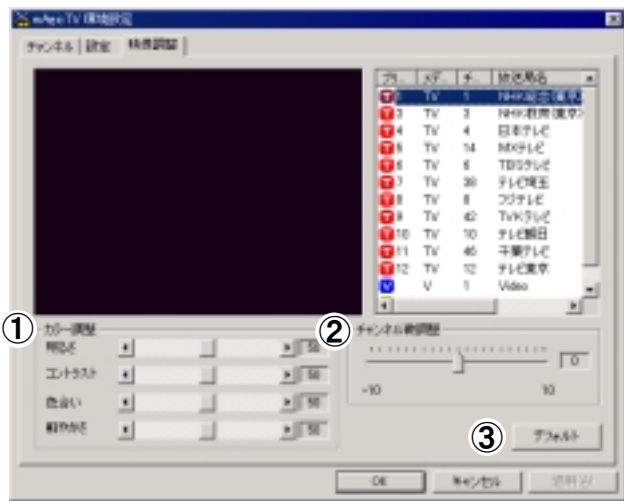 mAgicTV 環境設定
チャンネル 設定 映像調整
プラ... メデ... チ... 放送局名
1 TV 1 NHK総合(東京)
3 TV 3 NHK教育(東京)
4 TV 4 日本テレビ
5 TV 14 MXテレビ
6 TV 6 TBSテレビ
7 TV 38 テレビ埼玉
8 TV 8 フジテレビ
9 TV 42 TVKテレビ
10 TV 10 テレビ朝日
11 TV 46 千葉テレビ
12 TV 12 テレビ東京
V V 1 Video
① カラー調整
明るさ 50
コントラスト 50
色合い 50
鮮やかさ 50
② チャンネル微調整
0
-10 10
③ デフォルト
OK キャンセル 適用(A)